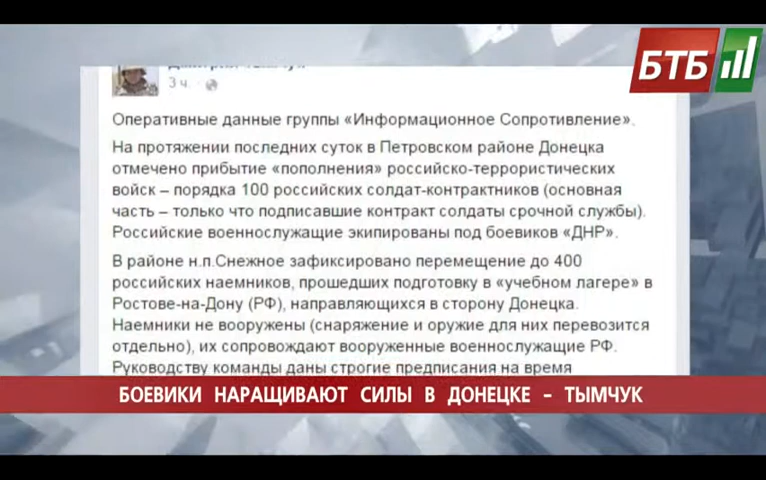 БТБ
3 ч.
Оперативные данные группы «Информационное Сопротивление».
На протяжении последних суток в Петровском районе Донецка
отмечено прибытие «пополнения» российско-террористических
войск – порядка 100 российских солдат-контрактников (основная
часть – только что подписавшие контракт солдаты срочной службы).
Российские военнослужащие экипированы под боевиков «ДНР».
В районе н.п.Снежное зафиксировано перемещение до 400
российских наемников, прошедших подготовку в «учебном лагере» в
Ростове-на-Дону (РФ), направляющихся в сторону Донецка.
Наемники не вооружены (снаряжение и оружие для них перевозится
отдельно), их сопровождают вооруженные военнослужащие РФ.
Руководству команды даны строгие предписания на время
БОЕВИКИ НАРАЩИВАЮТ СИЛЫ В ДОНЕЦКЕ – ТЫМЧУК